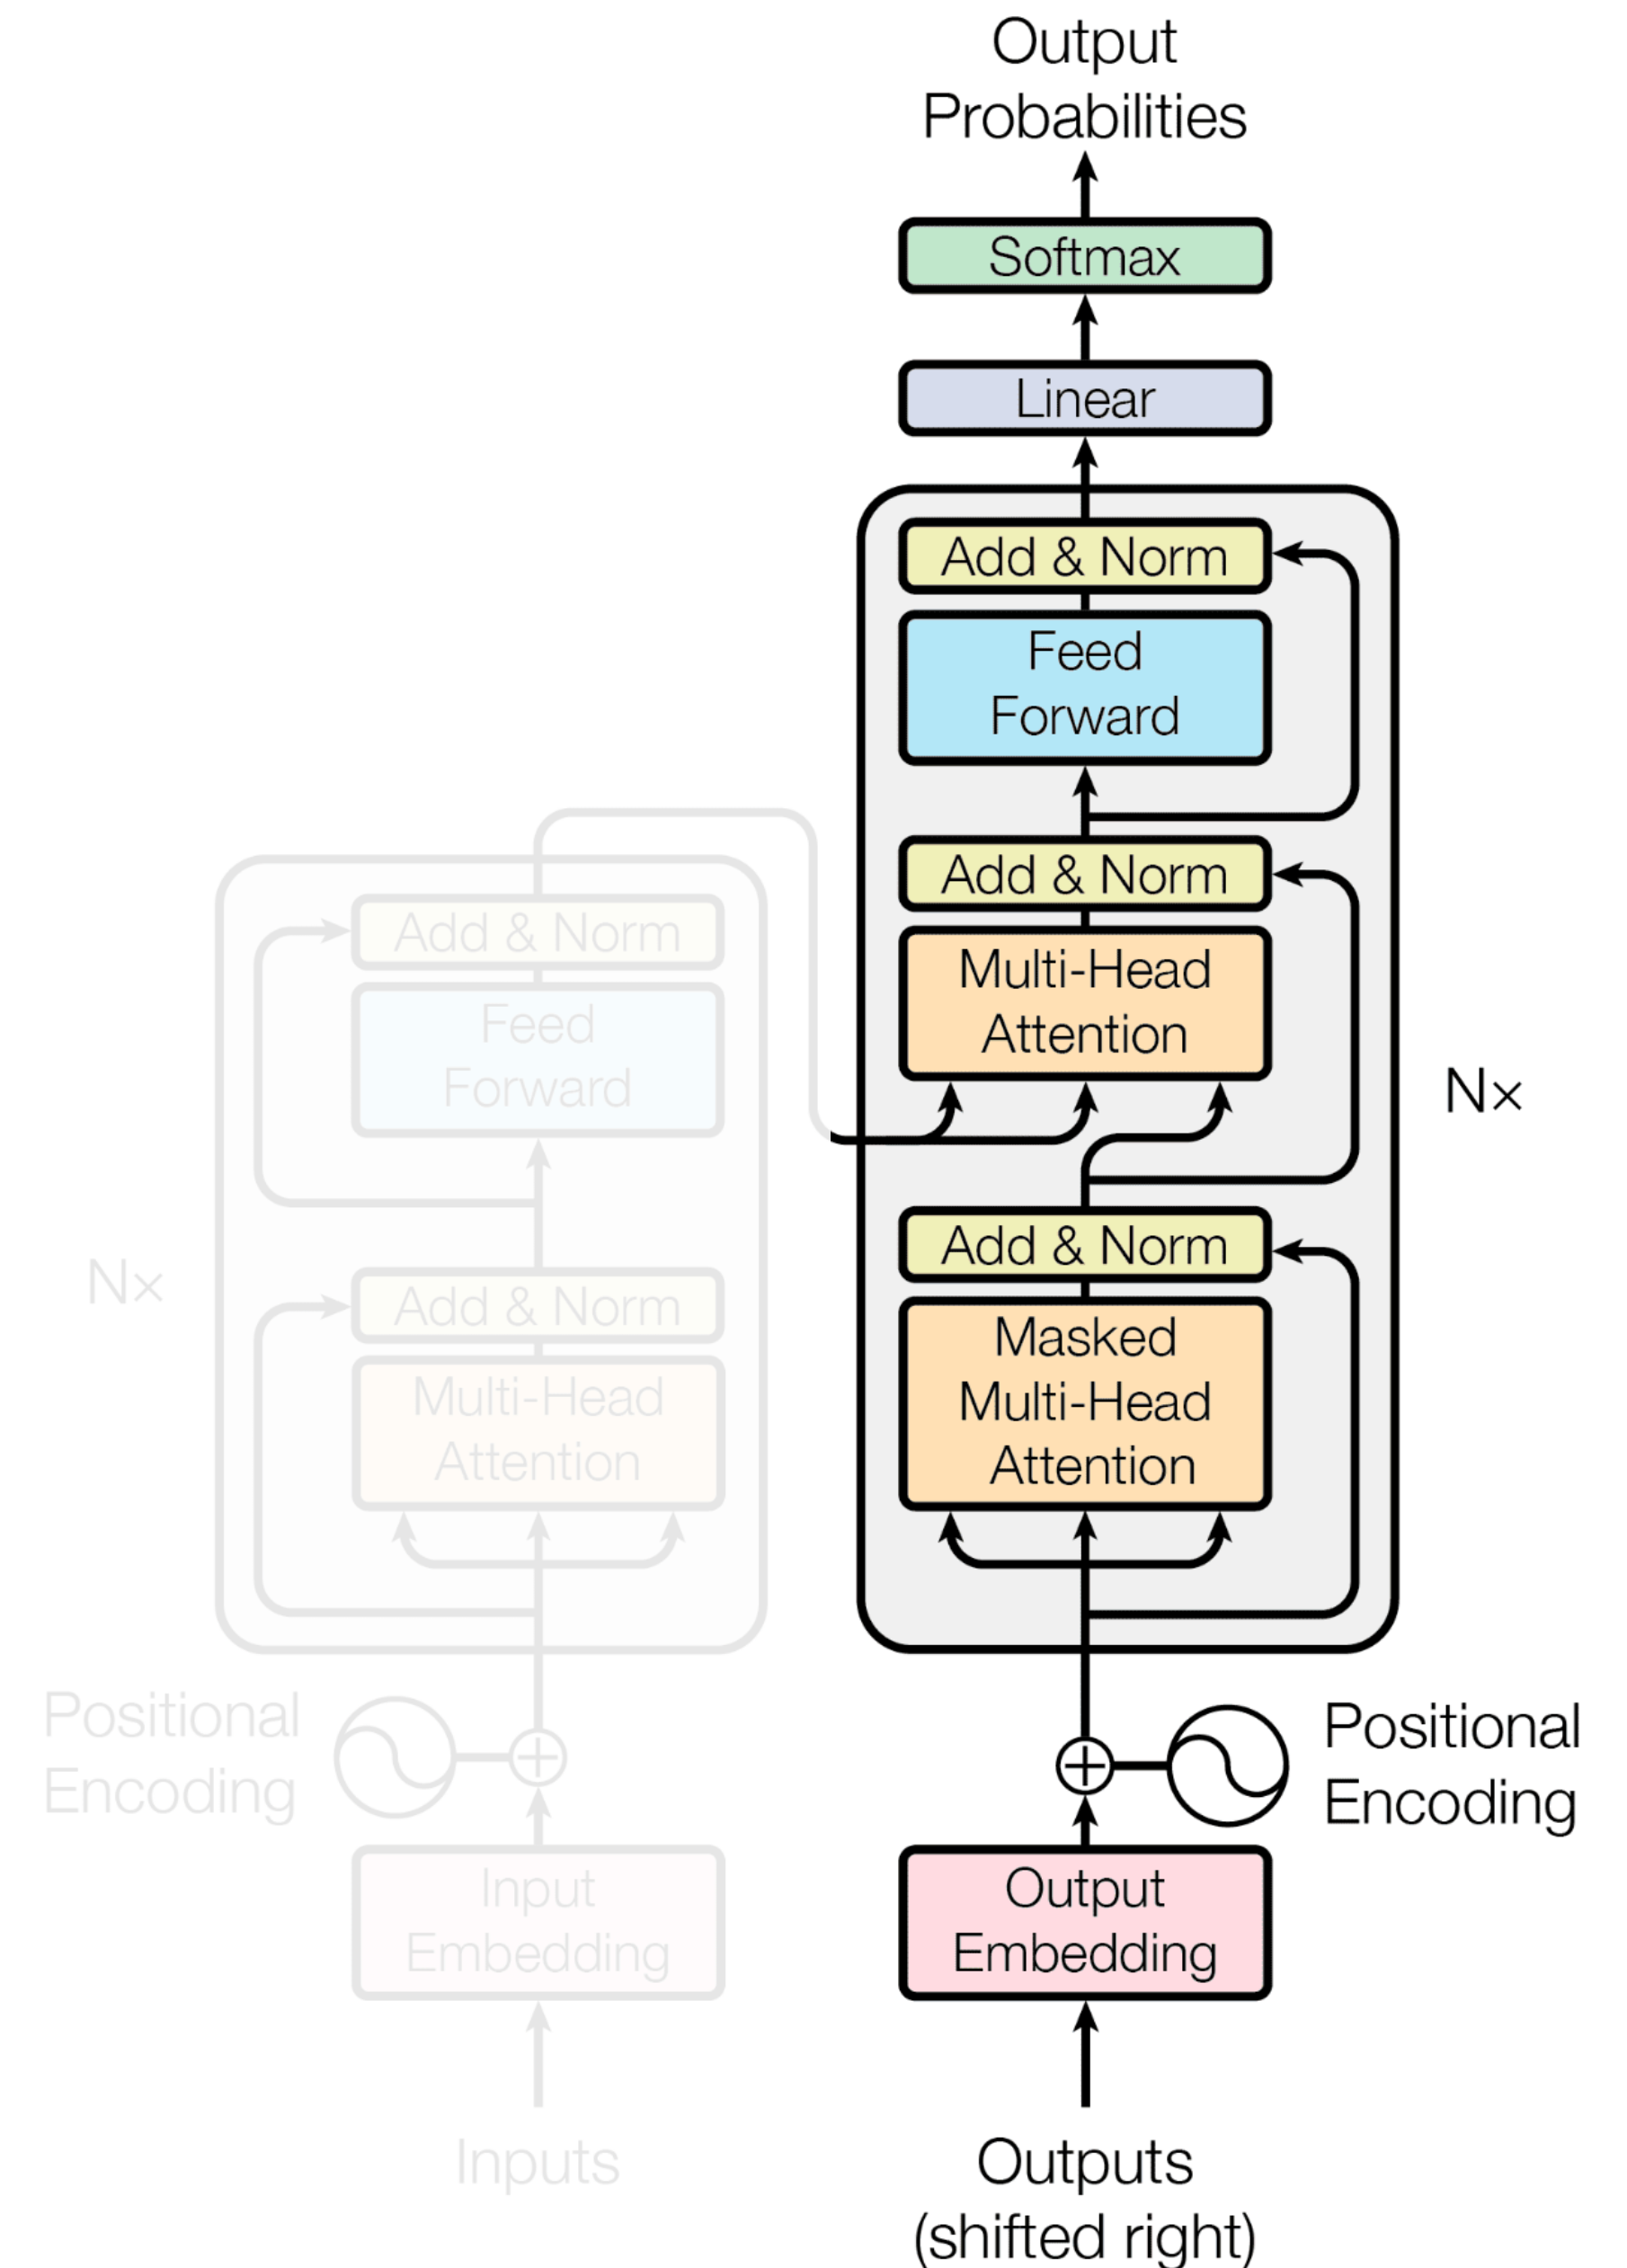 Output
Probabilities
Softmax
Linear
Add & Norm
Feed
Forward
Add & Norm
Multi-Head
Attention
Nx
Add & Norm
Masked
Multi-Head
Attention
Positional
Encoding
Output
Embedding
Outputs
(shifted right)
Add & Norm
Feed
Forward
Nx
Add & Norm
Multi-Head
Attention
Positional
Encoding
Input
Embedding
Inputs